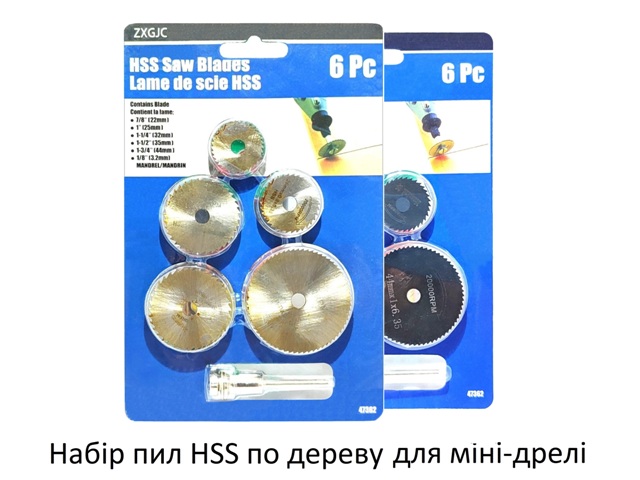 ZXGJC
HSS Saw Blades
Lame de scie HSS
6 Pc
Contains Blade
Contient la lame:
• 7/8" (22mm)
• 1" (25mm)
• 1-1/4" (32mm)
• 1-1/2" (35mm)
• 1-3/4" (44mm)
• 1/8" (3.2mm)
MANDREL/MANDRIN
47362
6 Pc
20000RPM
44mm1x6.35
47362
Набір пил HSS по дереву для міні-дрелі